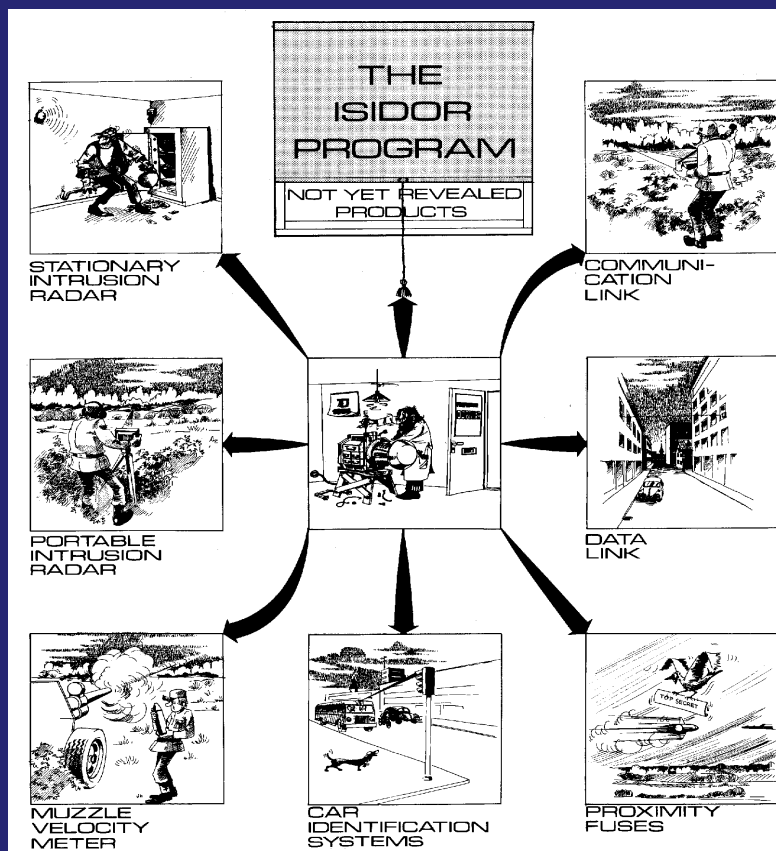 THE
ISIDOR
PROGRAM
NOT YET REVEALED
PRODUCTS
STATIONARY
INTRUSION
RADAR
COMMUNI-
CATION
LINK
PORTABLE
INTRUSION
RADAR
DATA
LINK
TOP SECRET
MUZZLE
VELOCITY
METER
CAR
IDENTIFICATION
SYSTEMS
PROXIMITY
FUSES